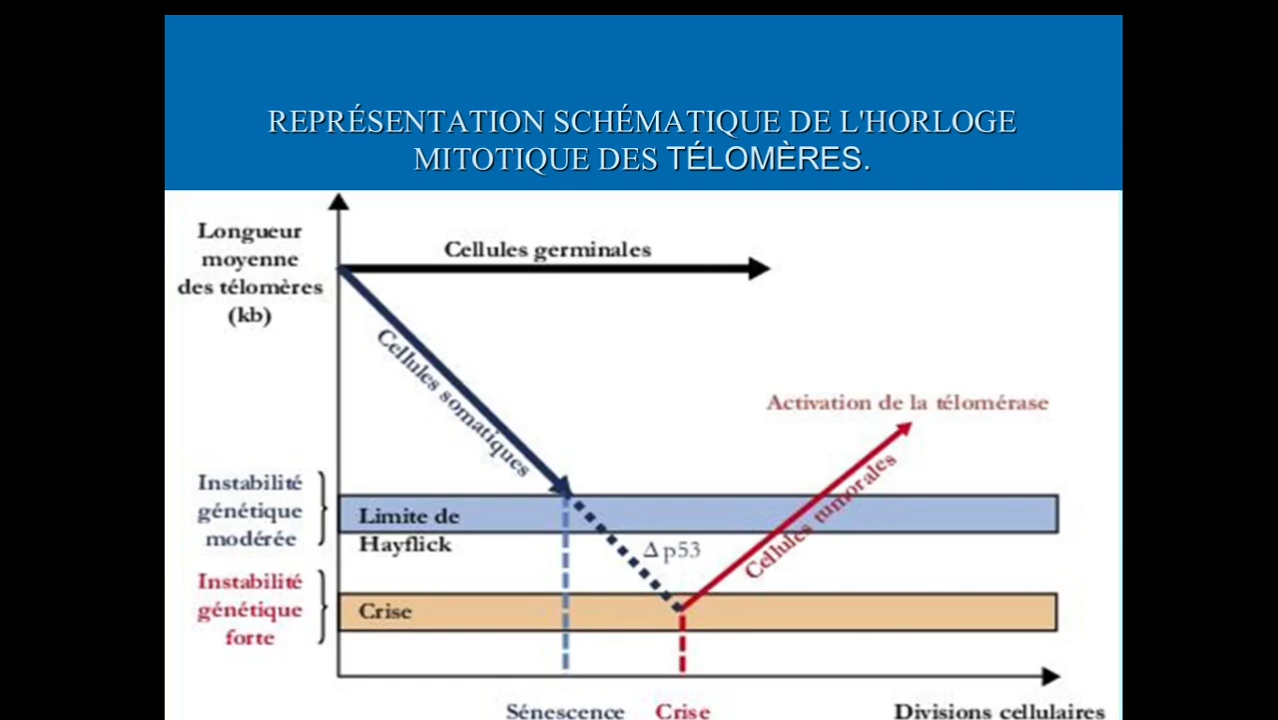 REPRÉSENTATION SCHÉMATIQUE DE L'HORLOGE
MITOTIQUE DES TÉLOMÈRES.
Longueur
moyenne
des télomères
(kb)
Cellules germinales
Cellules somatiques
Activation de la télomérase
Cellules tumorales
Instabilité
génétique
modérée
Limite de
Hayflick
Δ p53
Instabilité
génétique
forte
Crise
Sénescence
Crise
Divisions cellulaires